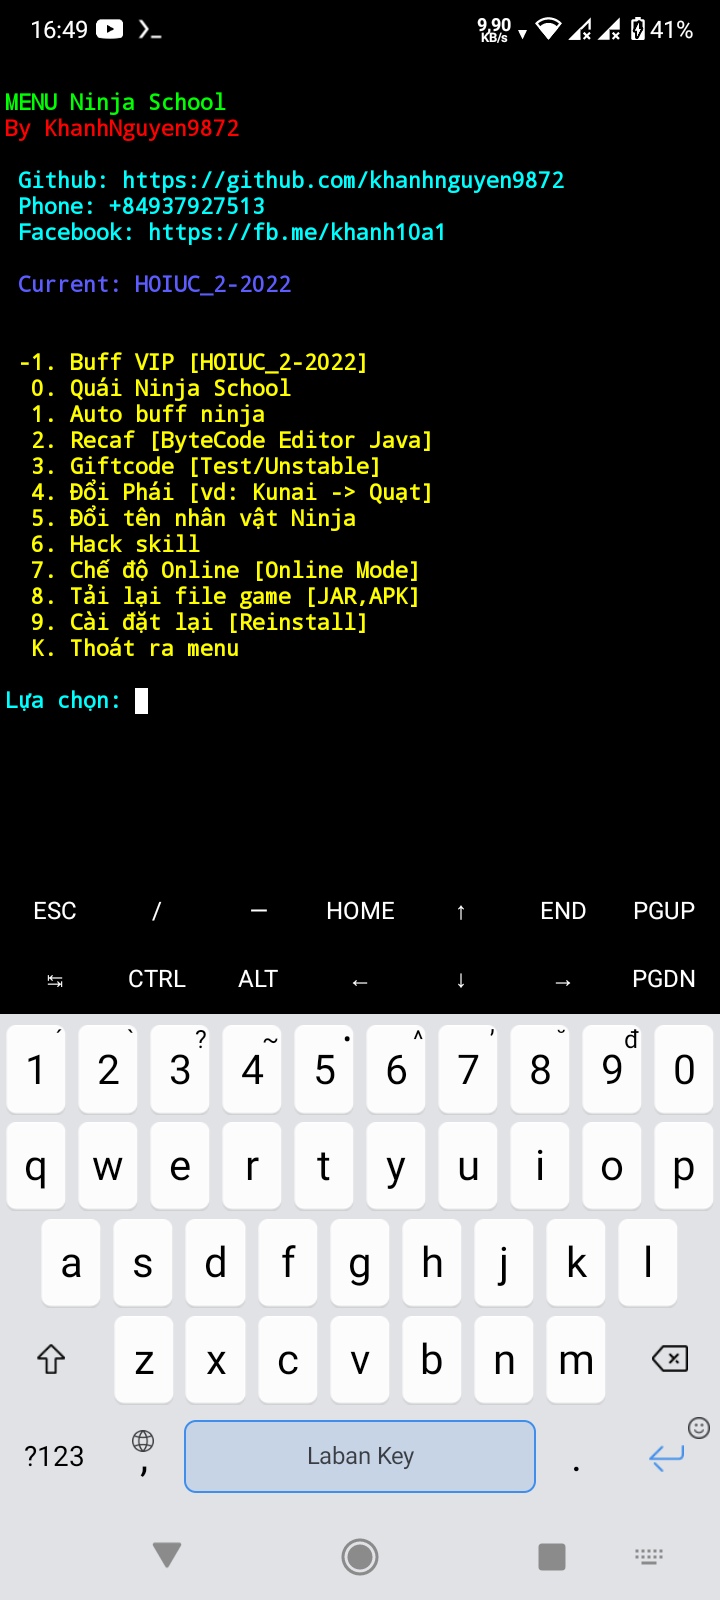 16:49 9,90 KB/s 41%
MENU Ninja School
By KhanhNguyen9872
Github: https://github.com/khanhnguyen9872
Phone: +84937927513
Facebook: https://fb.me/khanh10a1
Current: HOIUC_2-2022
-1. Buff VIP [HOIUC_2-2022]
0. Quái Ninja School
1. Auto buff ninja
2. Recaf [ByteCode Editor Java]
3. Giftcode [Test/Unstable]
4. Đổi Phái [vd: Kunai -> Quạt]
5. Đổi tên nhân vật Ninja
6. Hack skill
7. Chế độ Online [Online Mode]
8. Tải lại file game [JAR,APK]
9. Cài đặt lại [Reinstall]
K. Thoát ra menu
Lựa chọn:
ESC / — HOME ↑ END PGUP
↹ CTRL ALT ← ↓ → PGDN
1 ´ 2 ` 3 ? 4 ~ 5 • 6 ^ 7 ʼ 8 ˘ 9 đ 0
q w e r t y u i o p
a s d f g h j k l
z x c v b n m
?123 , Laban Key .